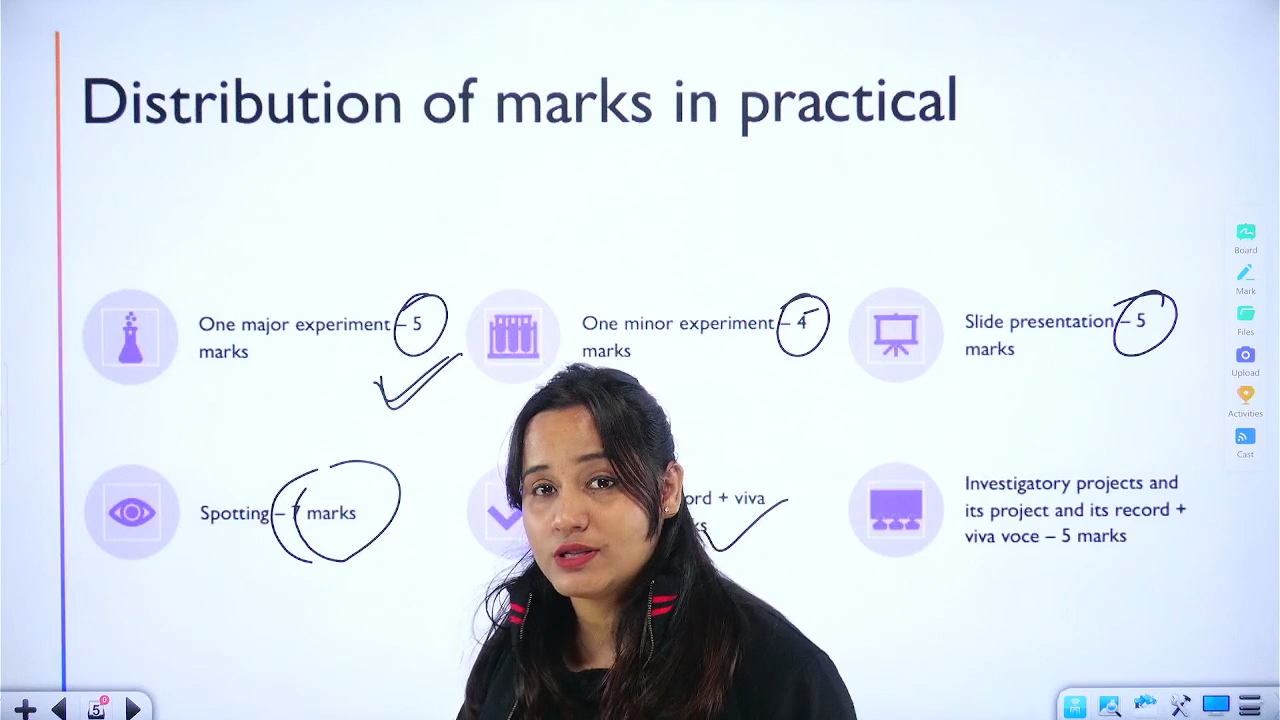 Distribution of marks in practical
One major experiment – 5
marks
One minor experiment – 4
marks
Slide presentation – 5
marks
Spotting – 7 marks
+ viva
Investigatory projects and
its project and its record +
viva voce – 5 marks
Board
Mark
Files
Upload
Activities
Cast
5
0